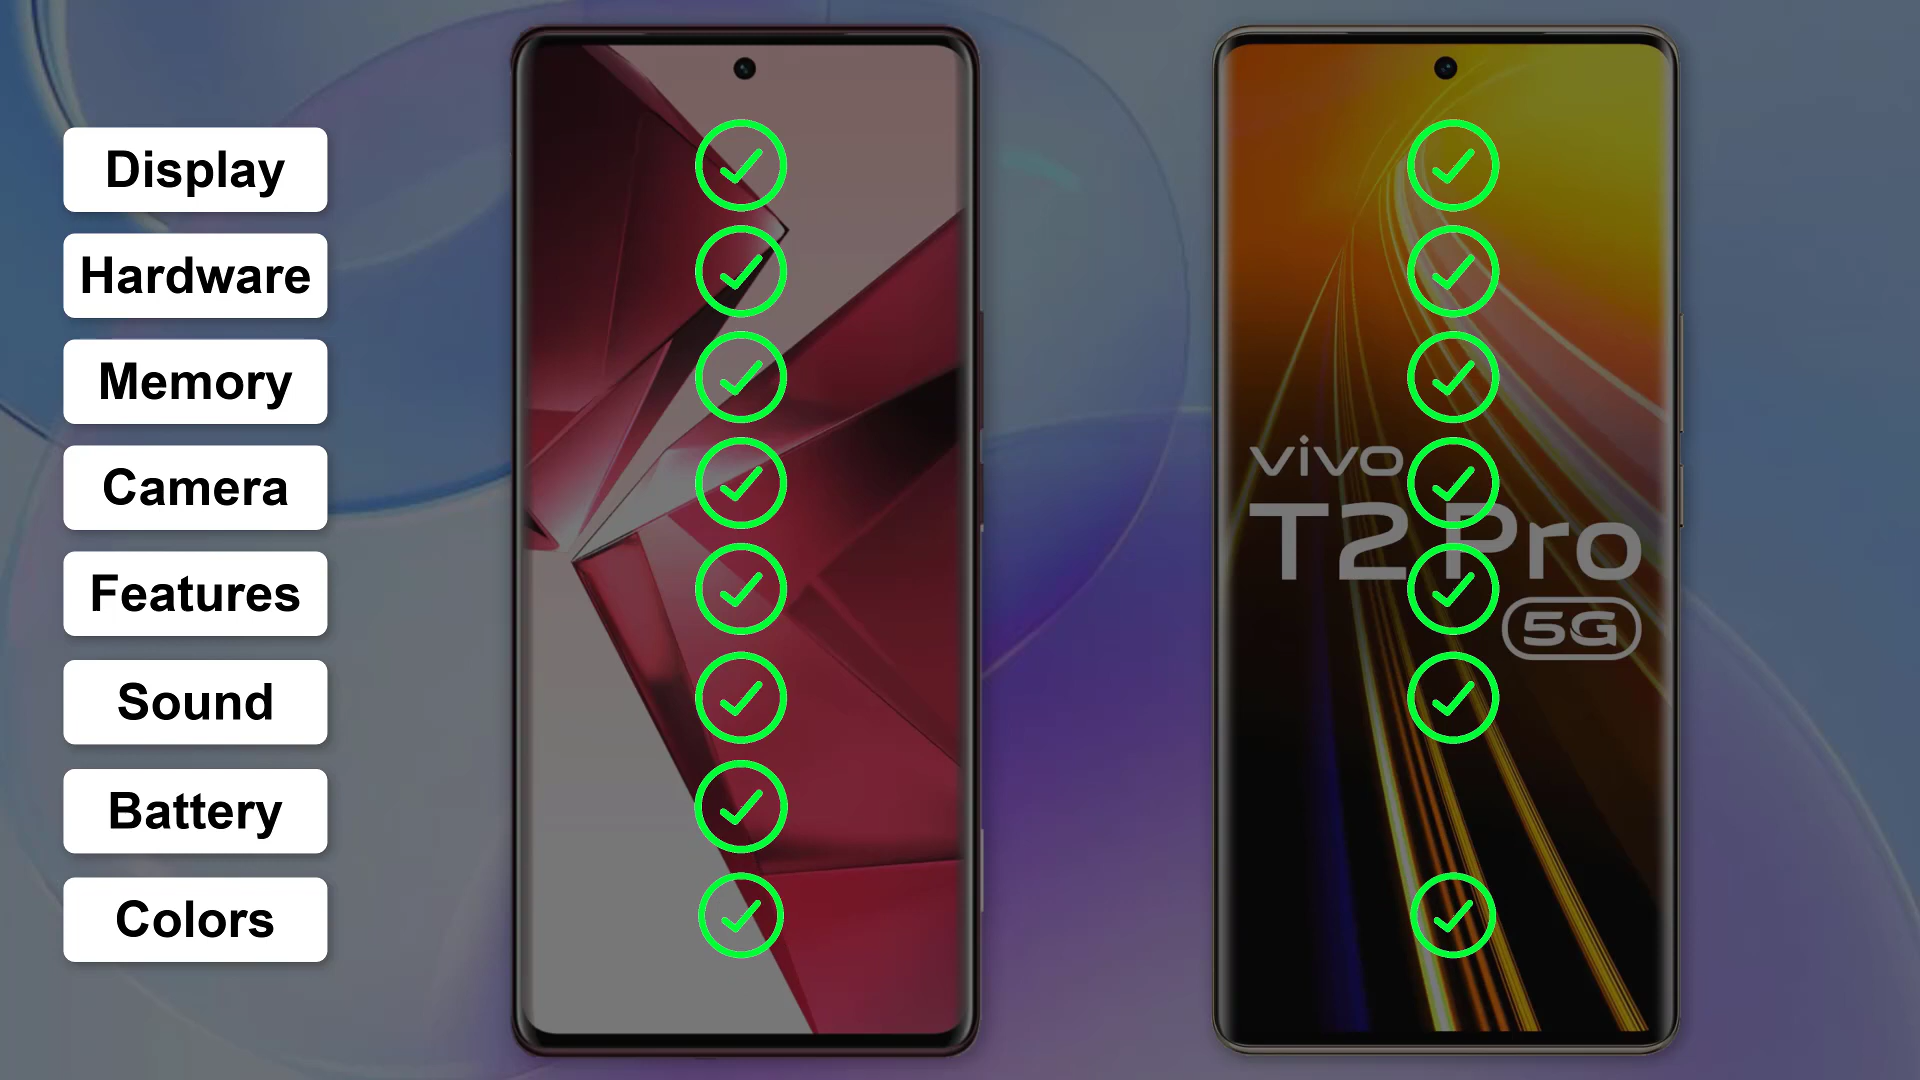 Display
Hardware
Memory
Camera
Features
Sound
Battery
Colors
vivo
T2 Pro
5G